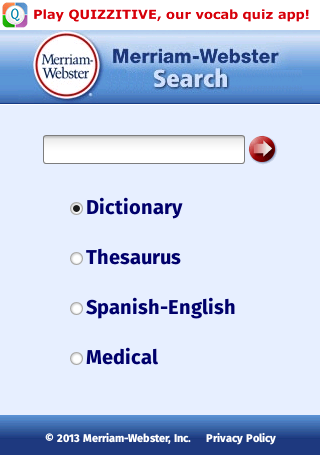 Q Play QUIZZITIVE, our vocab quiz app!
Merriam-
Webster
®
Merriam-Webster
Search
Dictionary
Thesaurus
Spanish-English
Medical
© 2013 Merriam-Webster, Inc. Privacy Policy